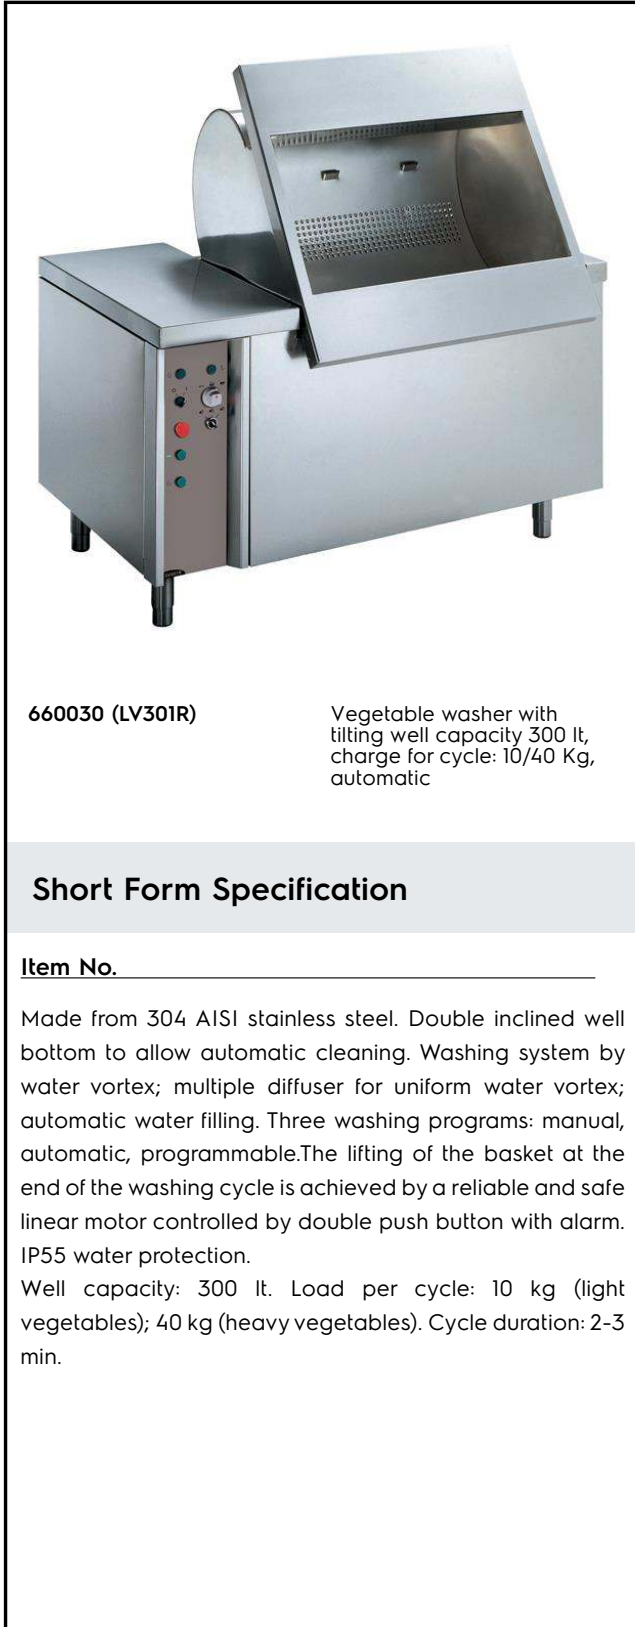 660030 (LV301R)
Vegetable washer with
tilting well capacity 300 lt,
charge for cycle: 10/40 Kg,
automatic
Short Form Specification
Item No.
Made from 304 AISI stainless steel. Double inclined well
bottom to allow automatic cleaning. Washing system by
water vortex; multiple diffuser for uniform water vortex;
automatic water filling. Three washing programs: manual,
automatic, programmable.The lifting of the basket at the
end of the washing cycle is achieved by a reliable and safe
linear motor controlled by double push button with alarm.
IP55 water protection.
Well capacity: 300 lt. Load per cycle: 10 kg (light
vegetables); 40 kg (heavy vegetables). Cycle duration: 2-3
min.